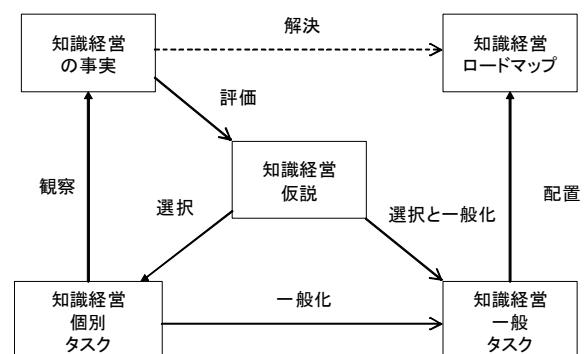 知識経営
の事実
解決
知識経営
ロードマップ
評価
知識経営
仮説
観察
選択
選択と一般化
配置
知識経営
個別
タスク
一般化
知識経営
一般
タスク